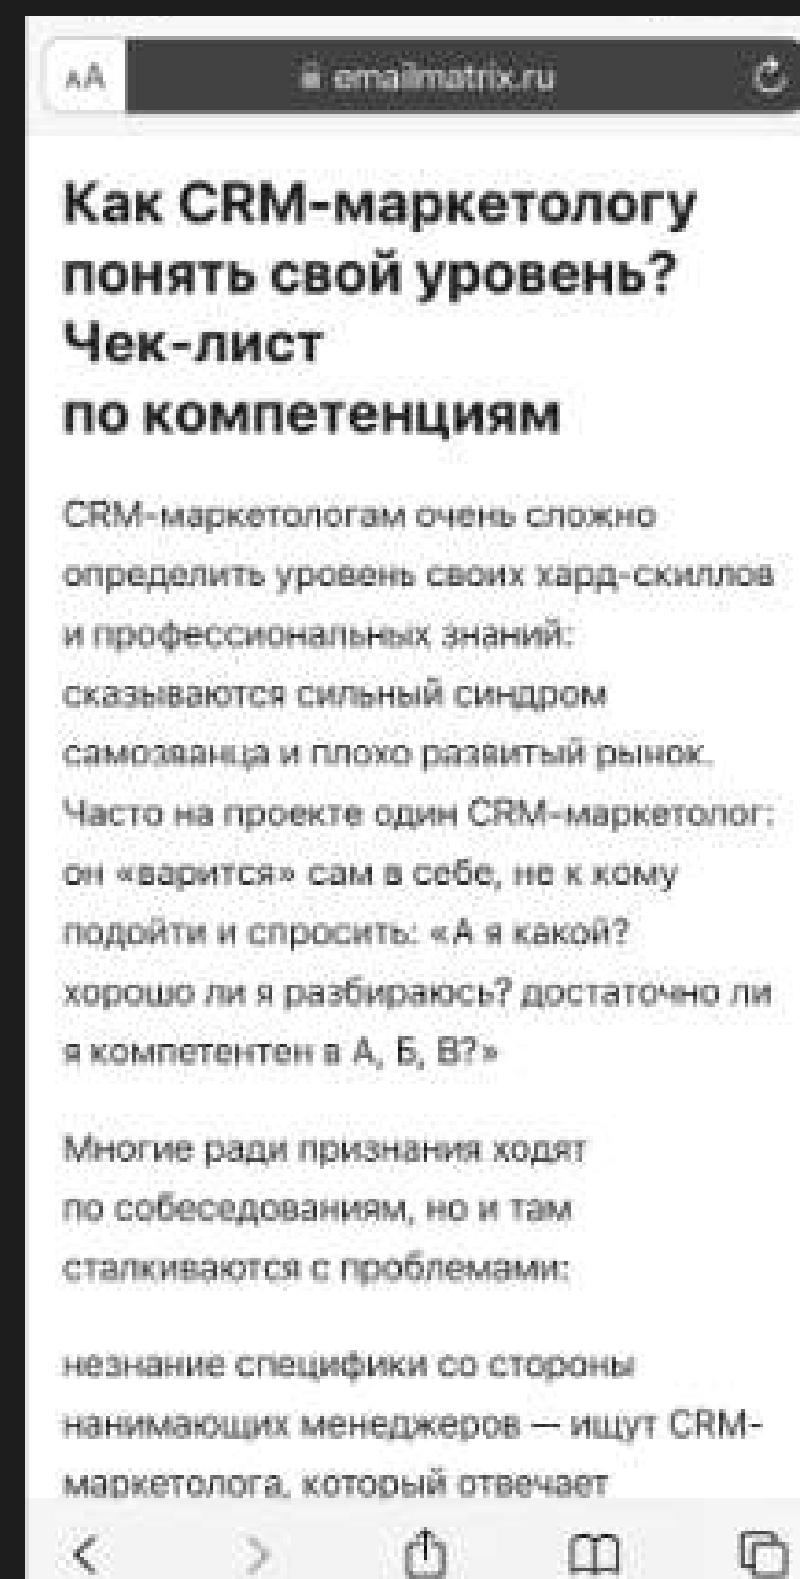 AA
emailmatrix.ru
Как CRM-маркетологу
понять свой уровень?
Чек-лист
по компетенциям
CRM-маркетологам очень сложно
определить уровень своих хард-скиллов
и профессиональных знаний:
сказываются сильный синдром
самозванца и плохо развитый рынок.
Часто на проекте один CRM-маркетолог:
он «варится» сам в себе, не к кому
подойти и спросить: «А я какой?
хорошо ли я разбираюсь? достаточно ли
я компетентен в А, Б, В?»
Многие ради признания ходят
по собеседованиям, но и там
сталкиваются с проблемами:
незнание специфики со стороны
нанимающих менеджеров — ищут CRM-
маркетолога, который отвечает